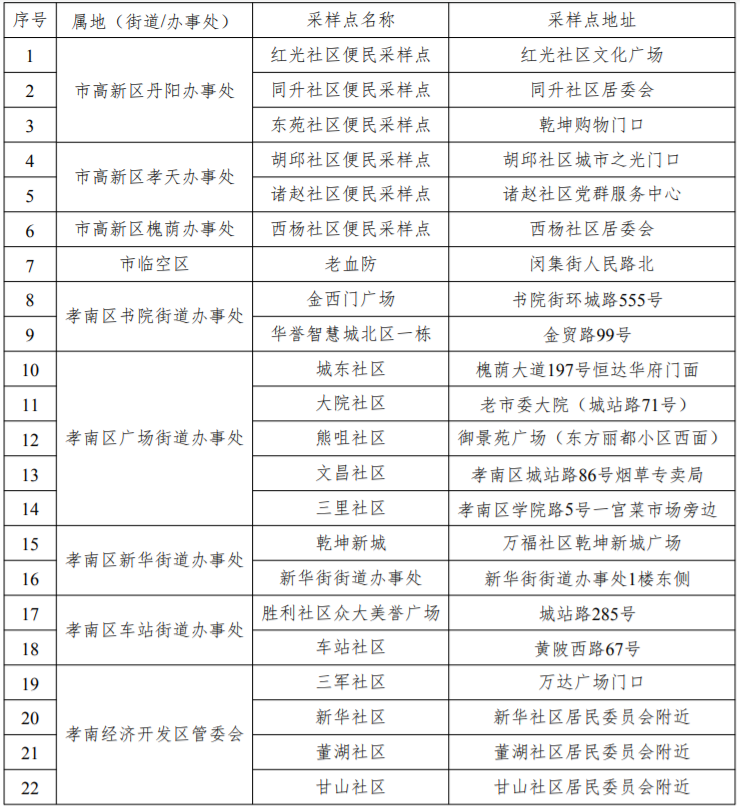 序号 属地（街道/办事处） 采样点名称 采样点地址
1 市高新区丹阳办事处 红光社区便民采样点 红光社区文化广场
2 同升社区便民采样点 同升社区居委会
3 东苑社区便民采样点 乾坤购物门口
4 市高新区孝天办事处 胡邱社区便民采样点 胡邱社区城市之光门口
5 诸赵社区便民采样点 诸赵社区党群服务中心
6 市高新区槐荫办事处 西杨社区便民采样点 西杨社区居委会
7 市临空区 老血防 闵集街人民路北
8 孝南区书院街道办事处 金西门广场 书院街环城路555号
9 华誉智慧城北区一栋 金贸路99号
10 孝南区广场街道办事处 城东社区 槐荫大道197号恒达华府门面
11 大院社区 老市委大院（城站路71号）
12 熊咀社区 御景苑广场（东方丽都小区西面）
13 文昌社区 孝南区城站路86号烟草专卖局
14 三里社区 孝南区学院路5号一宫菜市场旁边
15 孝南区新华街道办事处 乾坤新城 万福社区乾坤新城广场
16 新华街街道办事处 新华街街道办事处1楼东侧
17 孝南区车站街道办事处 胜利社区众大美誉广场 城站路285号
18 车站社区 黄陂西路67号
19 孝南经济开发区管委会 三军社区 万达广场门口
20 新华社区 新华社区居民委员会附近
21 董湖社区 董湖社区居民委员会附近
22 甘山社区 甘山社区居民委员会附近